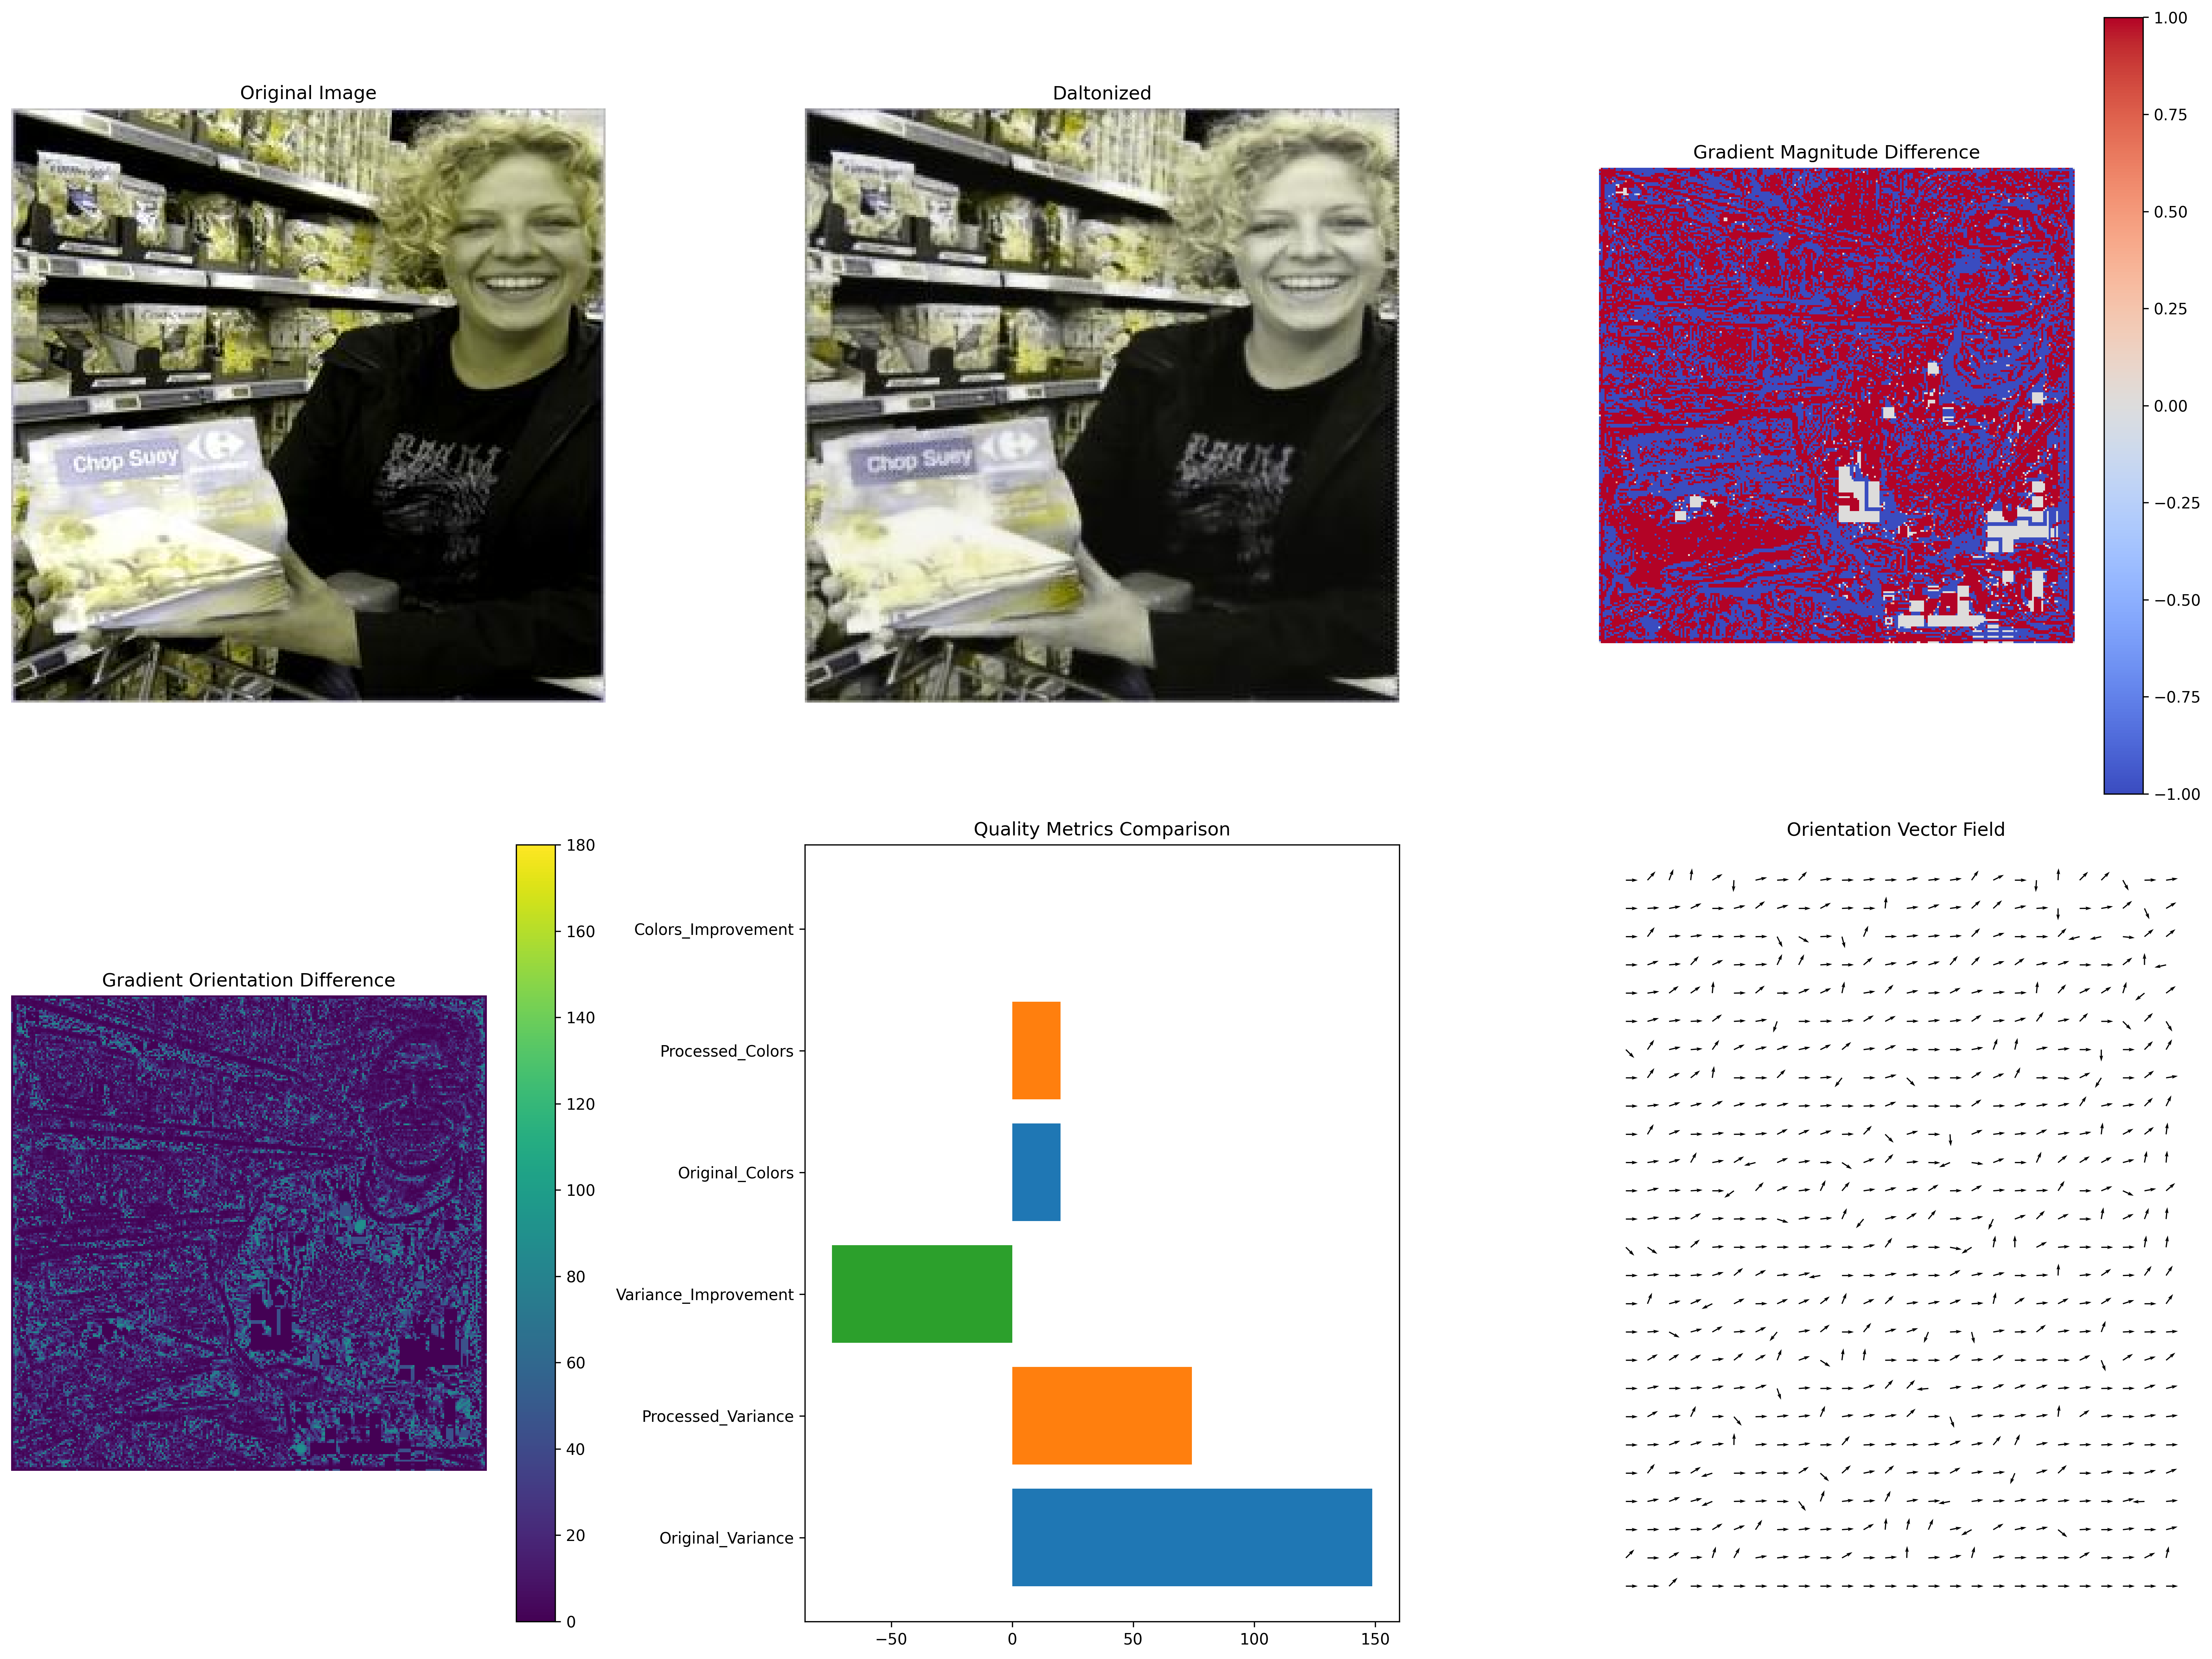 Original Image
Daltonized
Gradient Magnitude Difference
1.00
0.75
0.50
0.25
0.00
−0.25
−0.50
−0.75
−1.00
Chop Suey
Chop Suey
Gradient Orientation Difference
180
160
140
120
100
80
60
40
20
0
Quality Metrics Comparison
Colors_Improvement
Processed_Colors
Original_Colors
Variance_Improvement
Processed_Variance
Original_Variance
−50
0
50
100
150
Orientation Vector Field